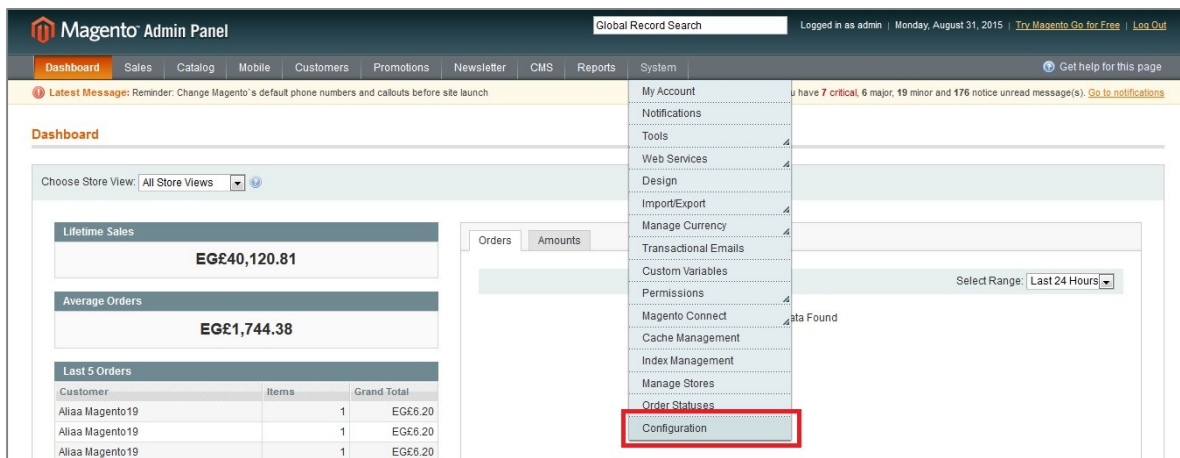 Magento Admin Panel
Global Record Search
Logged in as admin | Monday, August 31, 2015 | Try Magento Go for Free | Log Out
Dashboard Sales Catalog Mobile Customers Promotions Newsletter CMS Reports System Get help for this page
Latest Message: Reminder: Change Magento`s default phone numbers and callouts before site launch
u have 7 critical, 6 major, 19 minor and 176 notice unread message(s). Go to notifications
My Account
Notifications
Tools
Web Services
Design
Import/Export
Manage Currency
Transactional Emails
Custom Variables
Permissions
Magento Connect
Cache Management
Index Management
Manage Stores
Order Statuses
Configuration
Dashboard
Choose Store View: All Store Views
Lifetime Sales
EG£40,120.81
Average Orders
EG£1,744.38
Last 5 Orders
Customer Items Grand Total
Aliaa Magento19 1 EG£6.20
Aliaa Magento19 1 EG£6.20
Aliaa Magento19 1 EG£6.20
Orders Amounts
Select Range: Last 24 Hours
ata Found